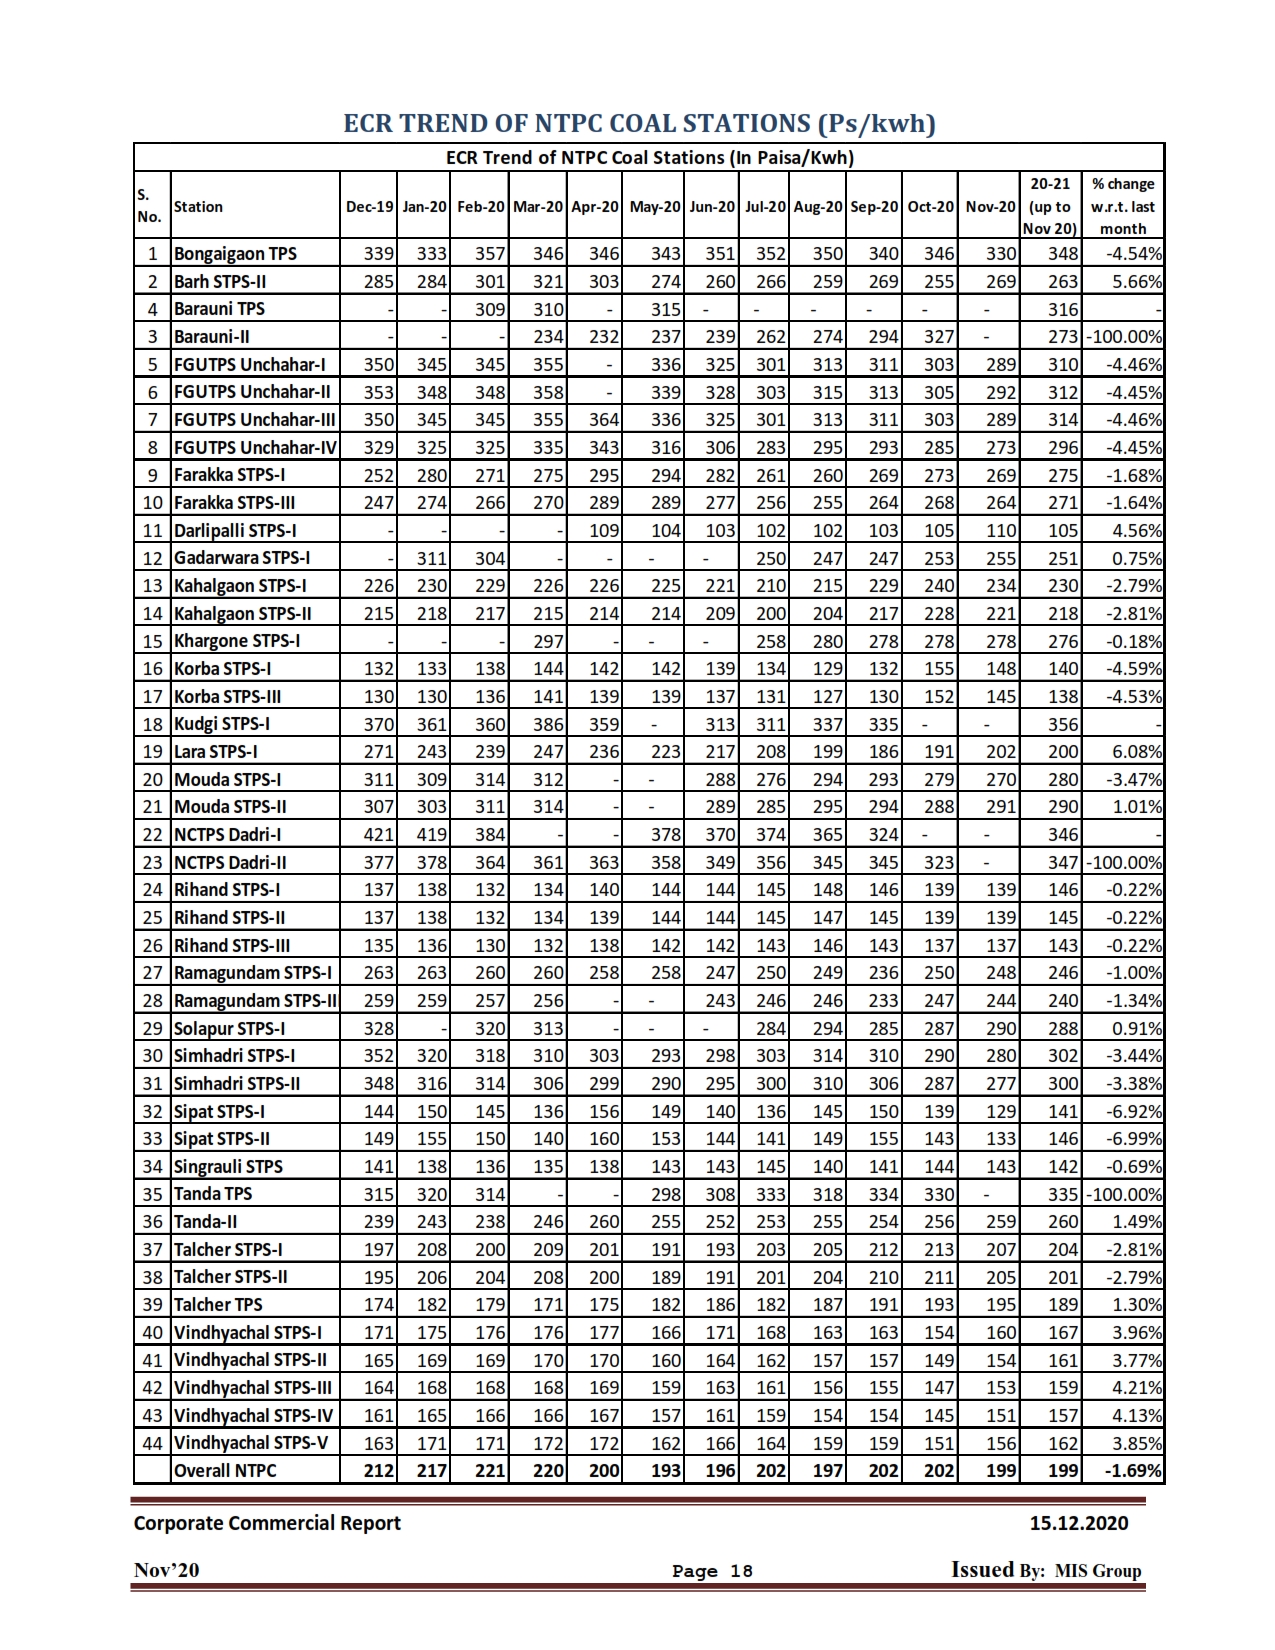 ECR TREND OF NTPC COAL STATIONS (Ps/kwh)
ECR Trend of NTPC Coal Stations (In Paisa/Kwh)
S. No. Station Dec-19 Jan-20 Feb-20 Mar-20 Apr-20 May-20 Jun-20 Jul-20 Aug-20 Sep-20 Oct-20 Nov-20 20-21 (up to Nov 20) % change w.r.t. last month
1 Bongaigaon TPS 339 333 357 346 346 343 351 352 350 340 346 330 348 -4.54%
2 Barh STPS-II 285 284 301 321 303 274 260 266 259 269 255 269 263 5.66%
4 Barauni TPS - - 309 310 - 315 - - - - - - 316 -
3 Barauni-II - - - 234 232 237 239 262 274 294 327 - 273 -100.00%
5 FGUTPS Unchahar-I 350 345 345 355 - 336 325 301 313 311 303 289 310 -4.46%
6 FGUTPS Unchahar-II 353 348 348 358 - 339 328 303 315 313 305 292 312 -4.45%
7 FGUTPS Unchahar-III 350 345 345 355 364 336 325 301 313 311 303 289 314 -4.46%
8 FGUTPS Unchahar-IV 329 325 325 335 343 316 306 283 295 293 285 273 296 -4.45%
9 Farakka STPS-I 252 280 271 275 295 294 282 261 260 269 273 269 275 -1.68%
10 Farakka STPS-III 247 274 266 270 289 289 277 256 255 264 268 264 271 -1.64%
11 Darlipalli STPS-I - - - - 109 104 103 102 102 103 105 110 105 4.56%
12 Gadarwara STPS-I - 311 304 - - - - 250 247 247 253 255 251 0.75%
13 Kahalgaon STPS-I 226 230 229 226 226 225 221 210 215 229 240 234 230 -2.79%
14 Kahalgaon STPS-II 215 218 217 215 214 214 209 200 204 217 228 221 218 -2.81%
15 Khargone STPS-I - - - 297 - - - 258 280 278 278 278 276 -0.18%
16 Korba STPS-I 132 133 138 144 142 142 139 134 129 132 155 148 140 -4.59%
17 Korba STPS-III 130 130 136 141 139 139 137 131 127 130 152 145 138 -4.53%
18 Kudgi STPS-I 370 361 360 386 359 - 313 311 337 335 - - 356 -
19 Lara STPS-I 271 243 239 247 236 223 217 208 199 186 191 202 200 6.08%
20 Mouda STPS-I 311 309 314 312 - - 288 276 294 293 279 270 280 -3.47%
21 Mouda STPS-II 307 303 311 314 - - 289 285 295 294 288 291 290 1.01%
22 NCTPS Dadri-I 421 419 384 - - 378 370 374 365 324 - - 346 -
23 NCTPS Dadri-II 377 378 364 361 363 358 349 356 345 345 323 - 347 -100.00%
24 Rihand STPS-I 137 138 132 134 140 144 144 145 148 146 139 139 146 -0.22%
25 Rihand STPS-II 137 138 132 134 139 144 144 145 147 145 139 139 145 -0.22%
26 Rihand STPS-III 135 136 130 132 138 142 142 143 146 143 137 137 143 -0.22%
27 Ramagundam STPS-I 263 263 260 260 258 258 247 250 249 236 250 248 246 -1.00%
28 Ramagundam STPS-III 259 259 257 256 - - 243 246 246 233 247 244 240 -1.34%
29 Solapur STPS-I 328 - 320 313 - - - 284 294 285 287 290 288 0.91%
30 Simhadri STPS-I 352 320 318 310 303 293 298 303 314 310 290 280 302 -3.44%
31 Simhadri STPS-II 348 316 314 306 299 290 295 300 310 306 287 277 300 -3.38%
32 Sipat STPS-I 144 150 145 136 156 149 140 136 145 150 139 129 141 -6.92%
33 Sipat STPS-II 149 155 150 140 160 153 144 141 149 155 143 133 146 -6.99%
34 Singrauli STPS 141 138 136 135 138 143 143 145 140 141 144 143 142 -0.69%
35 Tanda TPS 315 320 314 - - 298 308 333 318 334 330 - 335 -100.00%
36 Tanda-II 239 243 238 246 260 255 252 253 255 254 256 259 260 1.49%
37 Talcher STPS-I 197 208 200 209 201 191 193 203 205 212 213 207 204 -2.81%
38 Talcher STPS-II 195 206 204 208 200 189 191 201 204 210 211 205 201 -2.79%
39 Talcher TPS 174 182 179 171 175 182 186 182 187 191 193 195 189 1.30%
40 Vindhyachal STPS-I 171 175 176 176 177 166 171 168 163 163 154 160 167 3.96%
41 Vindhyachal STPS-II 165 169 169 170 170 160 164 162 157 157 149 154 161 3.77%
42 Vindhyachal STPS-III 164 168 168 168 169 159 163 161 156 155 147 153 159 4.21%
43 Vindhyachal STPS-IV 161 165 166 166 167 157 161 159 154 154 145 151 157 4.13%
44 Vindhyachal STPS-V 163 171 171 172 172 162 166 164 159 159 151 156 162 3.85%
Overall NTPC 212 217 221 220 200 193 196 202 197 202 202 199 199 -1.69%
Corporate Commercial Report 15.12.2020
Nov’20 Page 18 Issued By: MIS Group